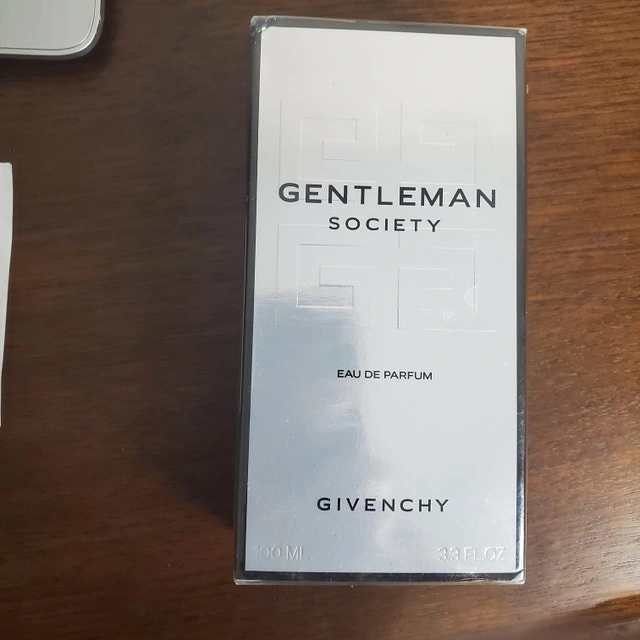 GENTLEMAN
SOCIETY
EAU DE PARFUM
GIVENCHY
100 ML 3.3 FL.OZ